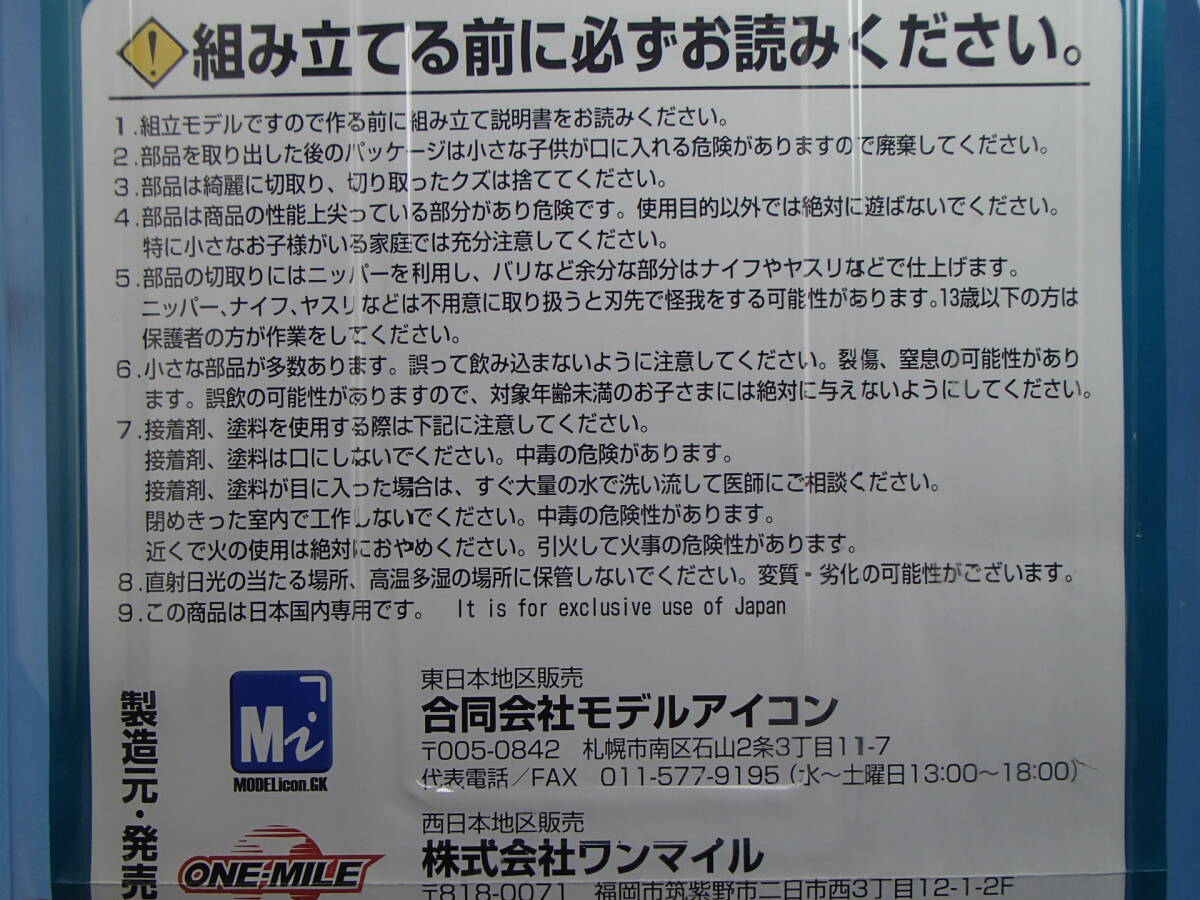 組み立てる前に必ずお読みください。
1.組立モデルですので作る前に組み立て説明書をお読みください。
2.部品を取り出した後のパッケージは小さな子供が口に入れる危険がありますので廃棄してください。
3.部品は綺麗に切取り、切り取ったクズは捨ててください。
4.部品は商品の性能上尖っている部分があり危険です。使用目的以外では絶対に遊ばないでください。
特に小さなお子様がいる家庭では充分注意してください。
5.部品の切取りにはニッパーを利用し、バリなど余分な部分はナイフやヤスリなどで仕上げます。
ニッパー、ナイフ、ヤスリなどは不用意に取り扱うと刃先で怪我をする可能性があります。13歳以下の方は
保護者の方が作業をしてください。
6.小さな部品が多数あります。誤って飲み込まないように注意してください。裂傷、窒息の可能性があり
ます。誤飲の可能性がありますので、対象年齢未満のお子さまには絶対に与えないようにしてください。
7.接着剤、塗料を使用する際は下記に注意してください。
接着剤、塗料は口にしないでください。中毒の危険があります。
接着剤、塗料が目に入った場合は、すぐ大量の水で洗い流して医師にご相談ください。
閉めきった室内で工作しないでください。中毒の危険性があります。
近くで火の使用は絶対におやめください。引火して火事の危険性があります。
8.直射日光の当たる場所、高温多湿の場所に保管しないでください。変質・劣化の可能性がございます。
9.この商品は日本国内専用です。 It is for exclusive use of Japan
製造元・発売
Mi
MODELicon.GK
東日本地区販売
合同会社モデルアイコン
〒005-0842 札幌市南区石山2条3丁目11-7
代表電話／FAX 011-577-9195（水～土曜日13:00～18:00）
ONE-MILE
西日本地区販売
株式会社ワンマイル
〒818-0071 福岡市筑紫野市二日市西3丁目12-1-2F